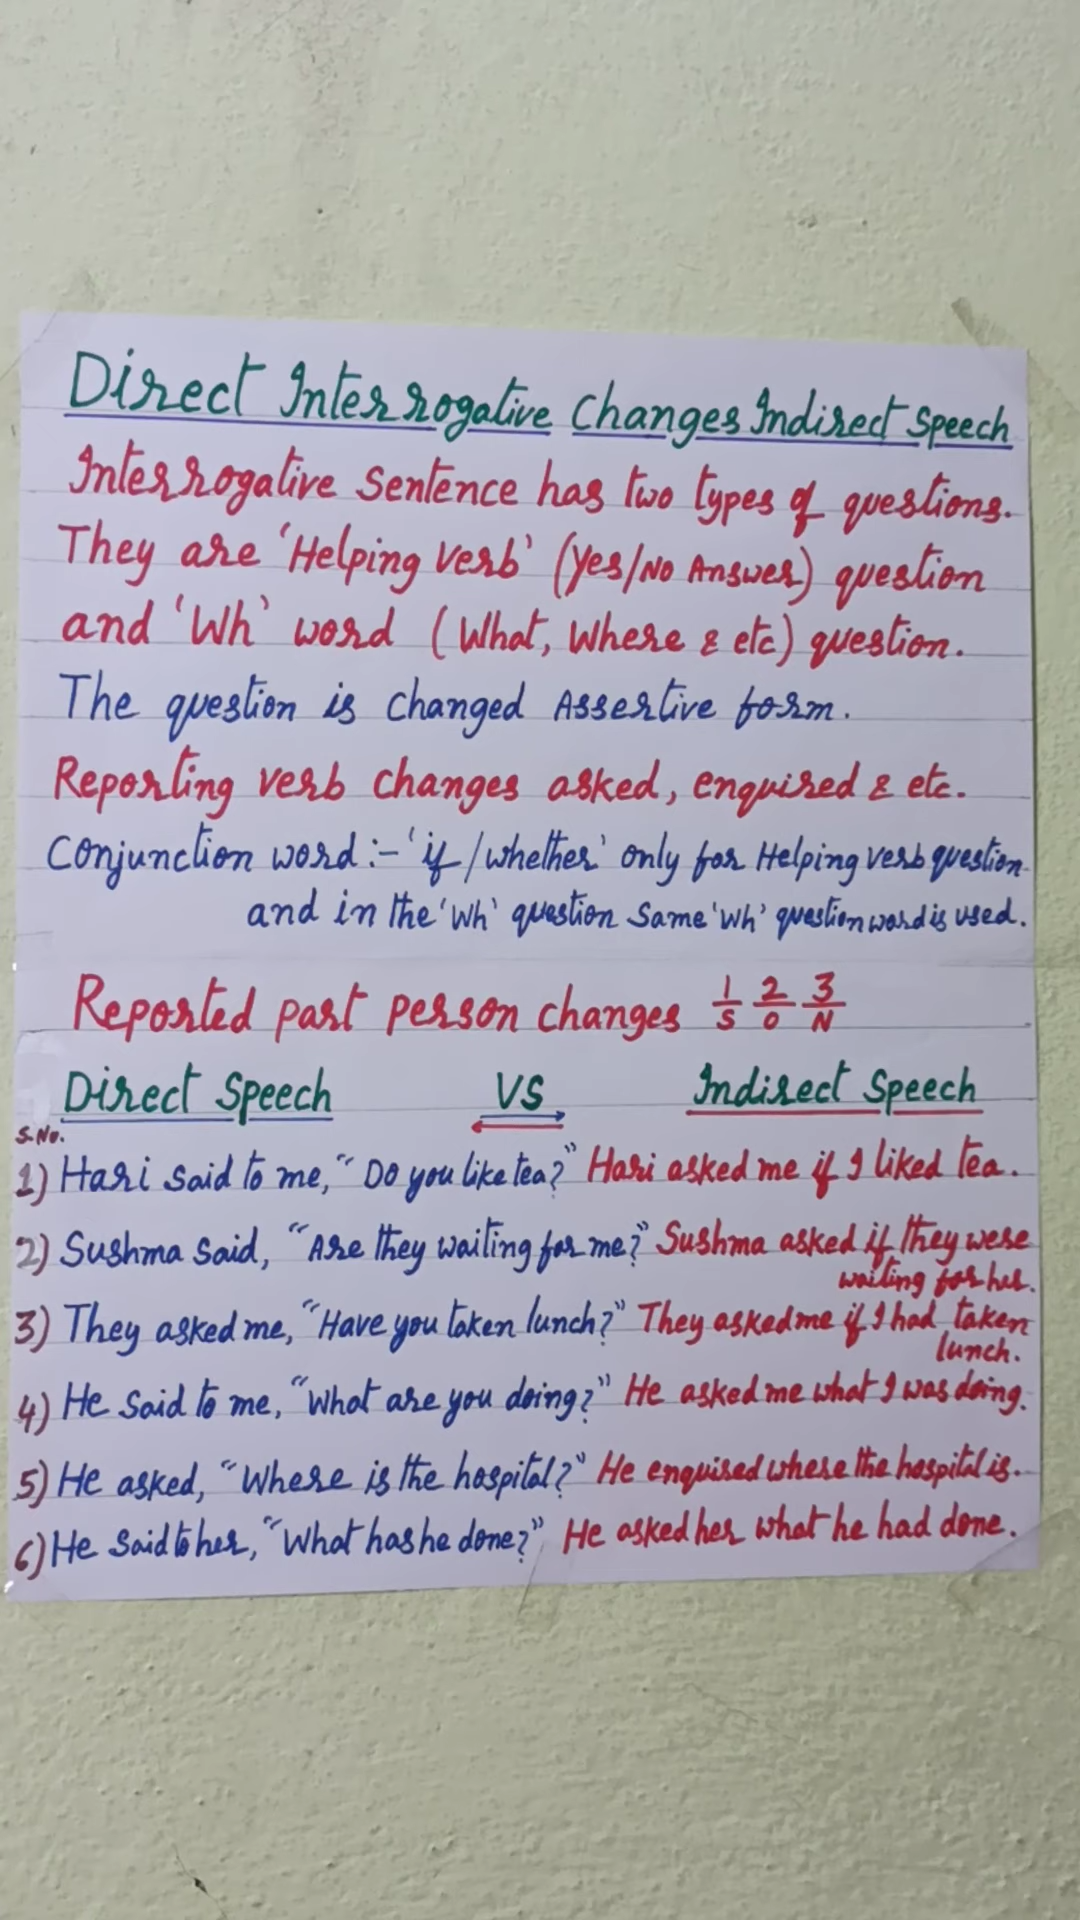 Direct Interrogative Changes Indirect Speech
Interrogative Sentence has two types of questions.
They are 'Helping Verb' (Yes/No Answer) question
and 'Wh' word (What, Where & etc) question.
The question is changed Assertive form.
Reporting verb changes asked, enquired & etc.
Conjunction word :- 'if/whether' only for Helping verb question
and in the 'Wh' question Same 'Wh' question word is used.
Reported part person changes 1/S 2/O 3/N
Direct Speech VS Indirect Speech
S.No.
1) Hari said to me, "Do you like tea?" Hari asked me if I liked tea.
2) Sushma said, "Are they waiting for me?" Sushma asked if they were
waiting for her.
3) They asked me, "Have you taken lunch?" They asked me if I had taken
lunch.
4) He said to me, "What are you doing?" He asked me what I was doing.
5) He asked, "Where is the hospital?" He enquired where the hospital is.
6) He said to her, "What has he done?" He asked her what he had done.